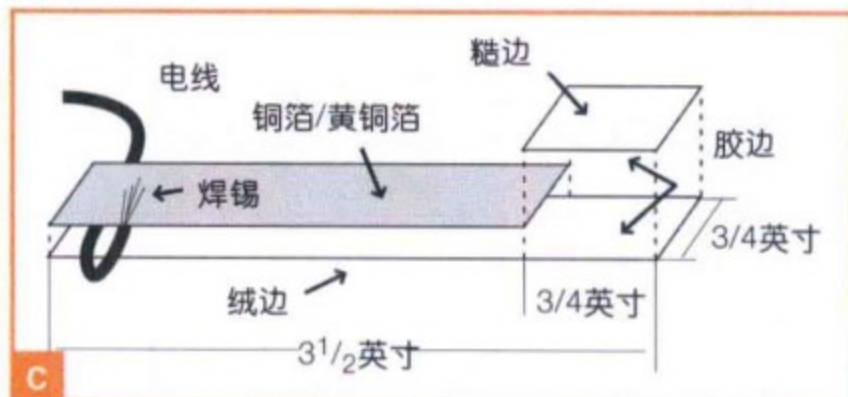 糙边
电线
铜箔/黄铜箔
胶边
焊锡
3/4英寸
绒边
3/4英寸
3 1/2英寸
C